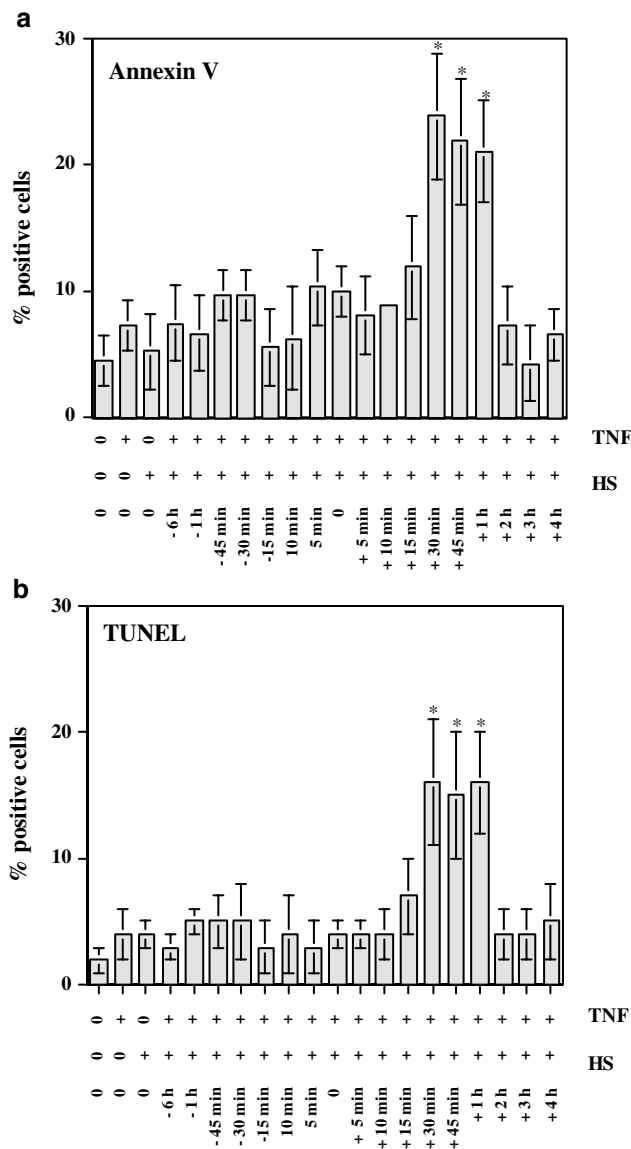 a
30
Annexin V
* * *
20
% positive cells
10
0
0 + 0 + + + + + + + + + + + + + + + + + TNF
0 0 + + + + + + + + + + + + + + + + + + HS
0 0 0 - 6 h - 1 h - 45 min - 30 min -15 min 10 min 5 min 0 + 5 min + 10 min + 15 min + 30 min +45 min + 1 h + 2 h + 3 h + 4 h
b
30
TUNEL
20
* * *
% positive cells
10
0
0 + 0 + + + + + + + + + + + + + + + + + TNF
0 0 + + + + + + + + + + + + + + + + + + HS
0 0 0 - 6 h - 1 h - 45 min - 30 min -15 min 10 min 5 min 0 + 5 min + 10 min + 15 min + 30 min +45 min + 1 h + 2 h + 3 h + 4 h